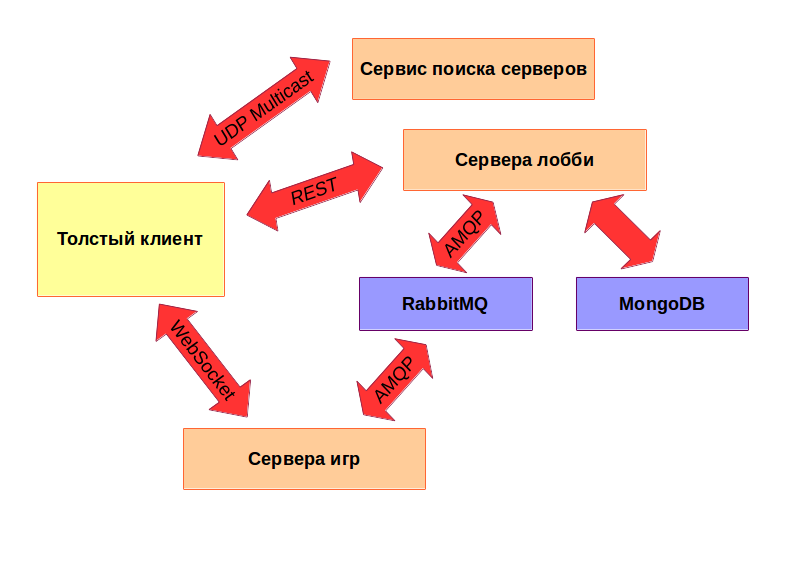 Сервис поиска серверов
UDP Multicast
Сервера лобби
REST
Толстый клиент
AMQP
RabbitMQ
MongoDB
WebSocket
AMQP
Сервера игр